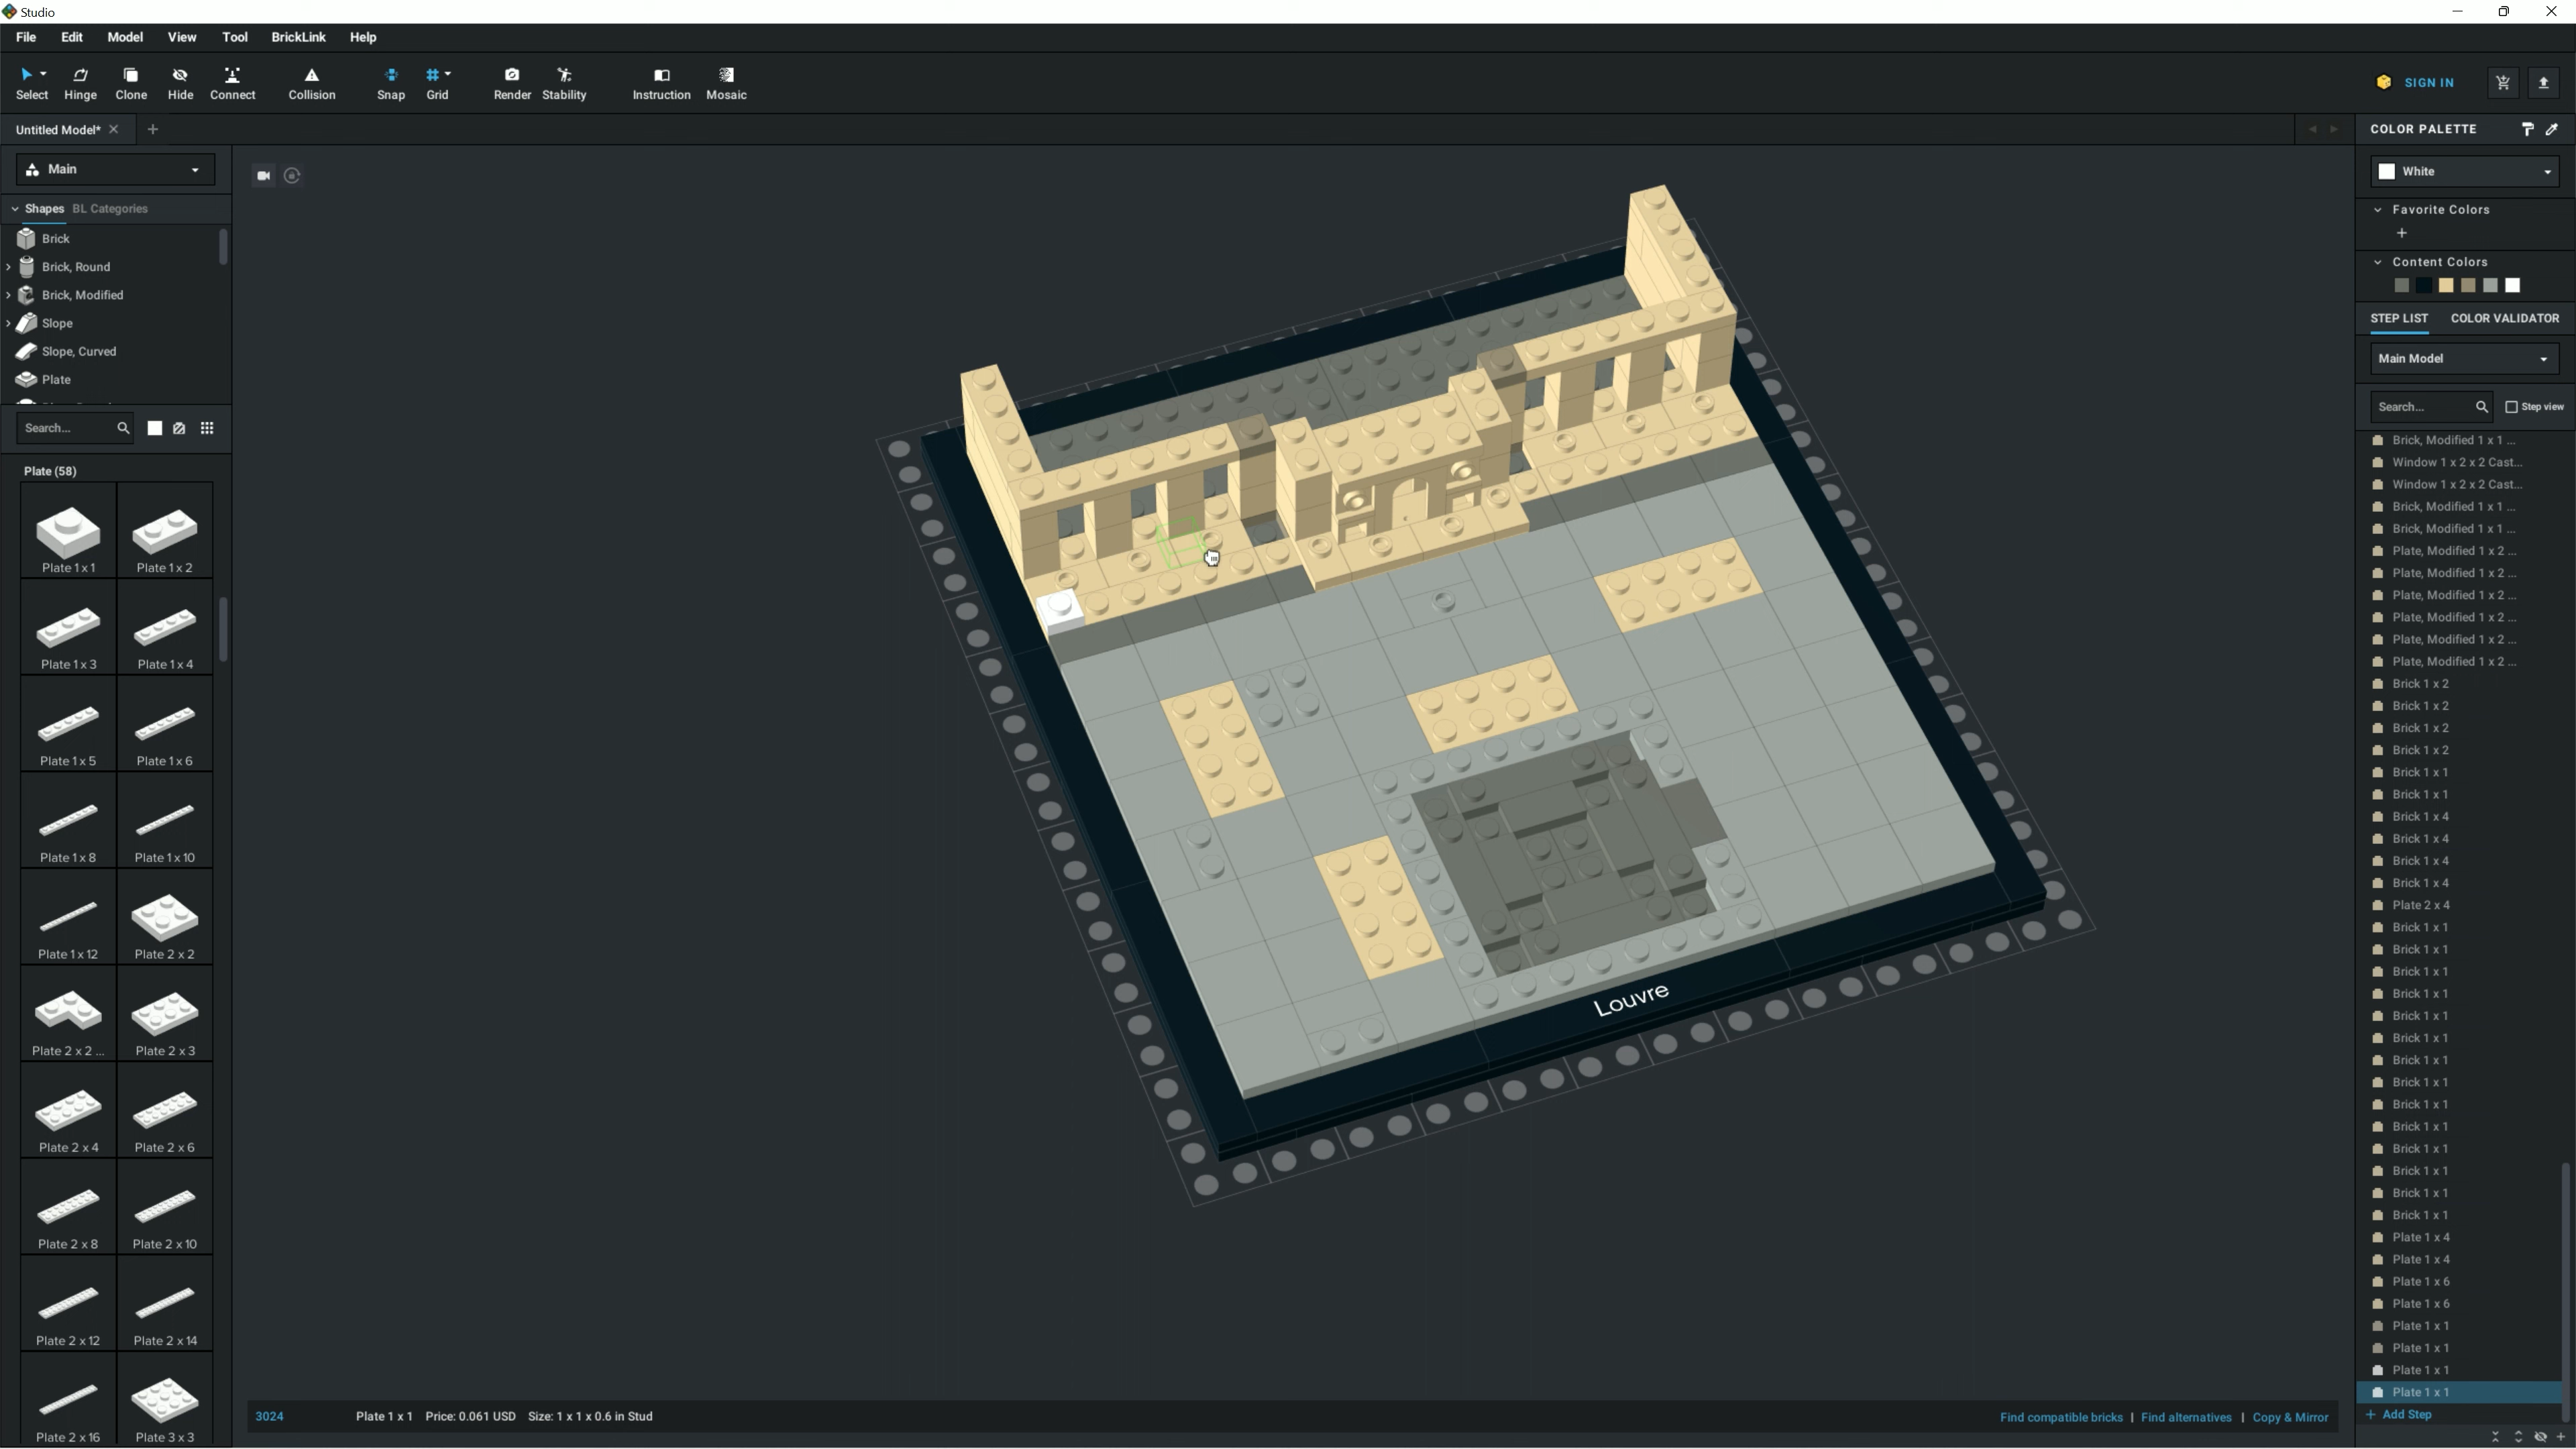 Studio
File Edit Model View Tool BrickLink Help
Select Hinge Clone Hide Connect Collision Snap Grid Render Stability Instruction Mosaic
SIGN IN
Untitled Model*
Main
Shapes BL Categories
Brick
Brick, Round
Brick, Modified
Slope
Slope, Curved
Plate
Search...
Plate (58)
Plate 1 x 1 Plate 1 x 2
Plate 1 x 3 Plate 1 x 4
Plate 1 x 5 Plate 1 x 6
Plate 1 x 8 Plate 1 x 10
Plate 1 x 12 Plate 2 x 2
Plate 2 x 2 ... Plate 2 x 3
Plate 2 x 4 Plate 2 x 6
Plate 2 x 8 Plate 2 x 10
Plate 2 x 12 Plate 2 x 14
Plate 2 x 16 Plate 3 x 3
Louvre
3024 Plate 1 x 1 Price: 0.061 USD Size: 1 x 1 x 0.6 in Stud
Find compatible bricks | Find alternatives | Copy & Mirror
COLOR PALETTE
White
Favorite Colors
+
Content Colors
STEP LIST COLOR VALIDATOR
Main Model
Search... Step view
Brick, Modified 1 x 1 ...
Window 1 x 2 x 2 Cast...
Window 1 x 2 x 2 Cast...
Brick, Modified 1 x 1 ...
Brick, Modified 1 x 1 ...
Plate, Modified 1 x 2 ...
Plate, Modified 1 x 2 ...
Plate, Modified 1 x 2 ...
Plate, Modified 1 x 2 ...
Plate, Modified 1 x 2 ...
Plate, Modified 1 x 2 ...
Brick 1 x 2
Brick 1 x 2
Brick 1 x 2
Brick 1 x 2
Brick 1 x 1
Brick 1 x 1
Brick 1 x 4
Brick 1 x 4
Brick 1 x 4
Brick 1 x 4
Plate 2 x 4
Brick 1 x 1
Brick 1 x 1
Brick 1 x 1
Brick 1 x 1
Brick 1 x 1
Brick 1 x 1
Brick 1 x 1
Brick 1 x 1
Brick 1 x 1
Brick 1 x 1
Brick 1 x 1
Brick 1 x 1
Brick 1 x 1
Brick 1 x 1
Plate 1 x 4
Plate 1 x 4
Plate 1 x 6
Plate 1 x 6
Plate 1 x 1
Plate 1 x 1
Plate 1 x 1
Plate 1 x 1
+ Add Step